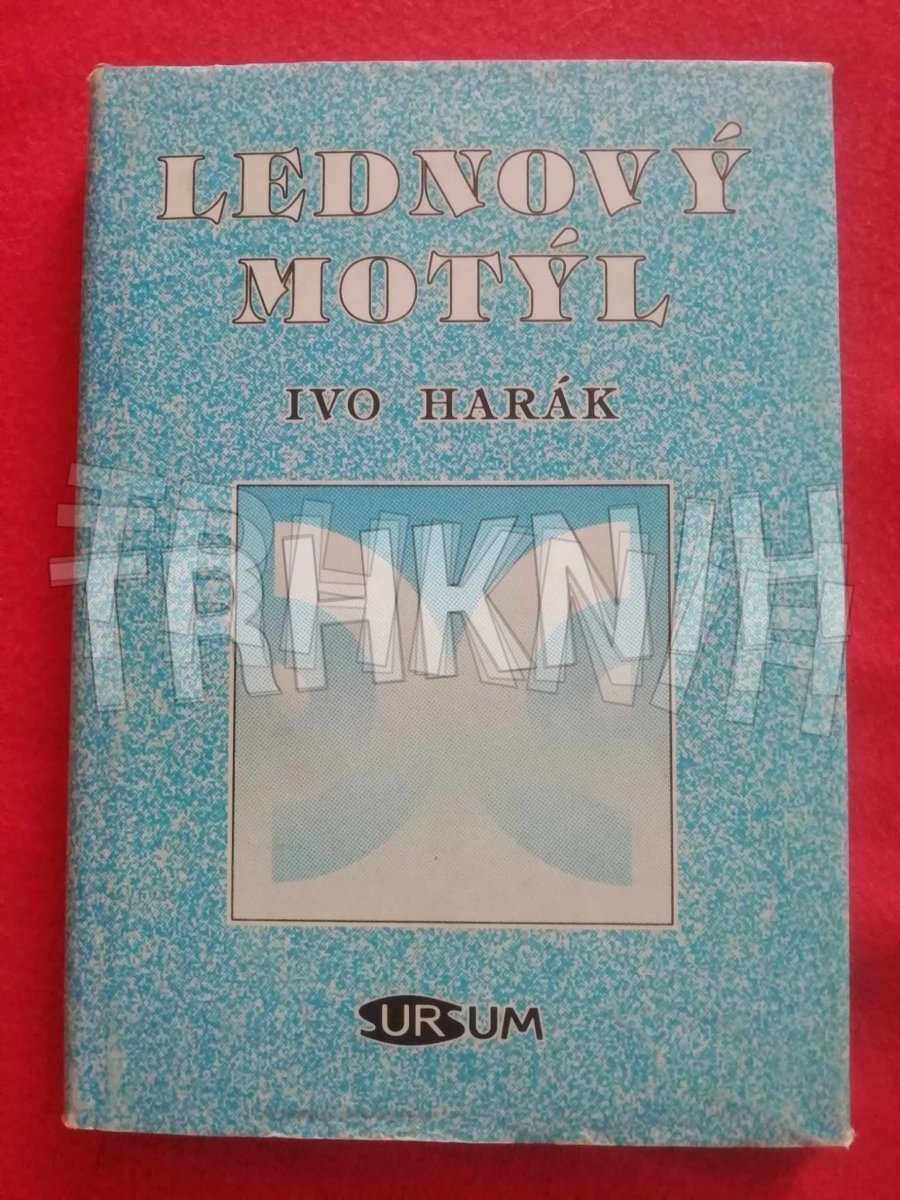 LEDNOVÝ
MOTÝL
IVO HARÁK
TRHKNIH
SURSUM